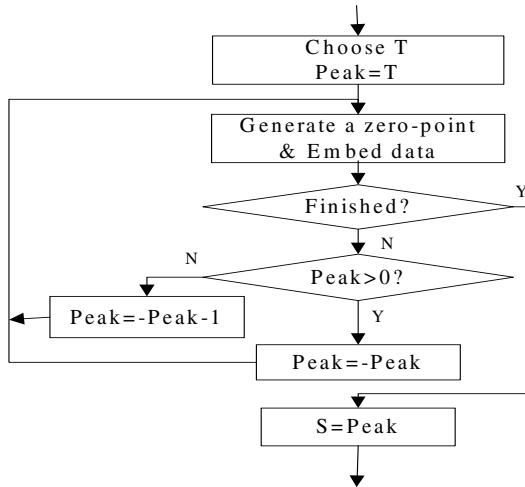 Choose T
Peak=T
Generate a zero-point
& Embed data
Finished?
Y
N
Peak>0?
N
Y
Peak=-Peak-1
Peak=-Peak
S=Peak